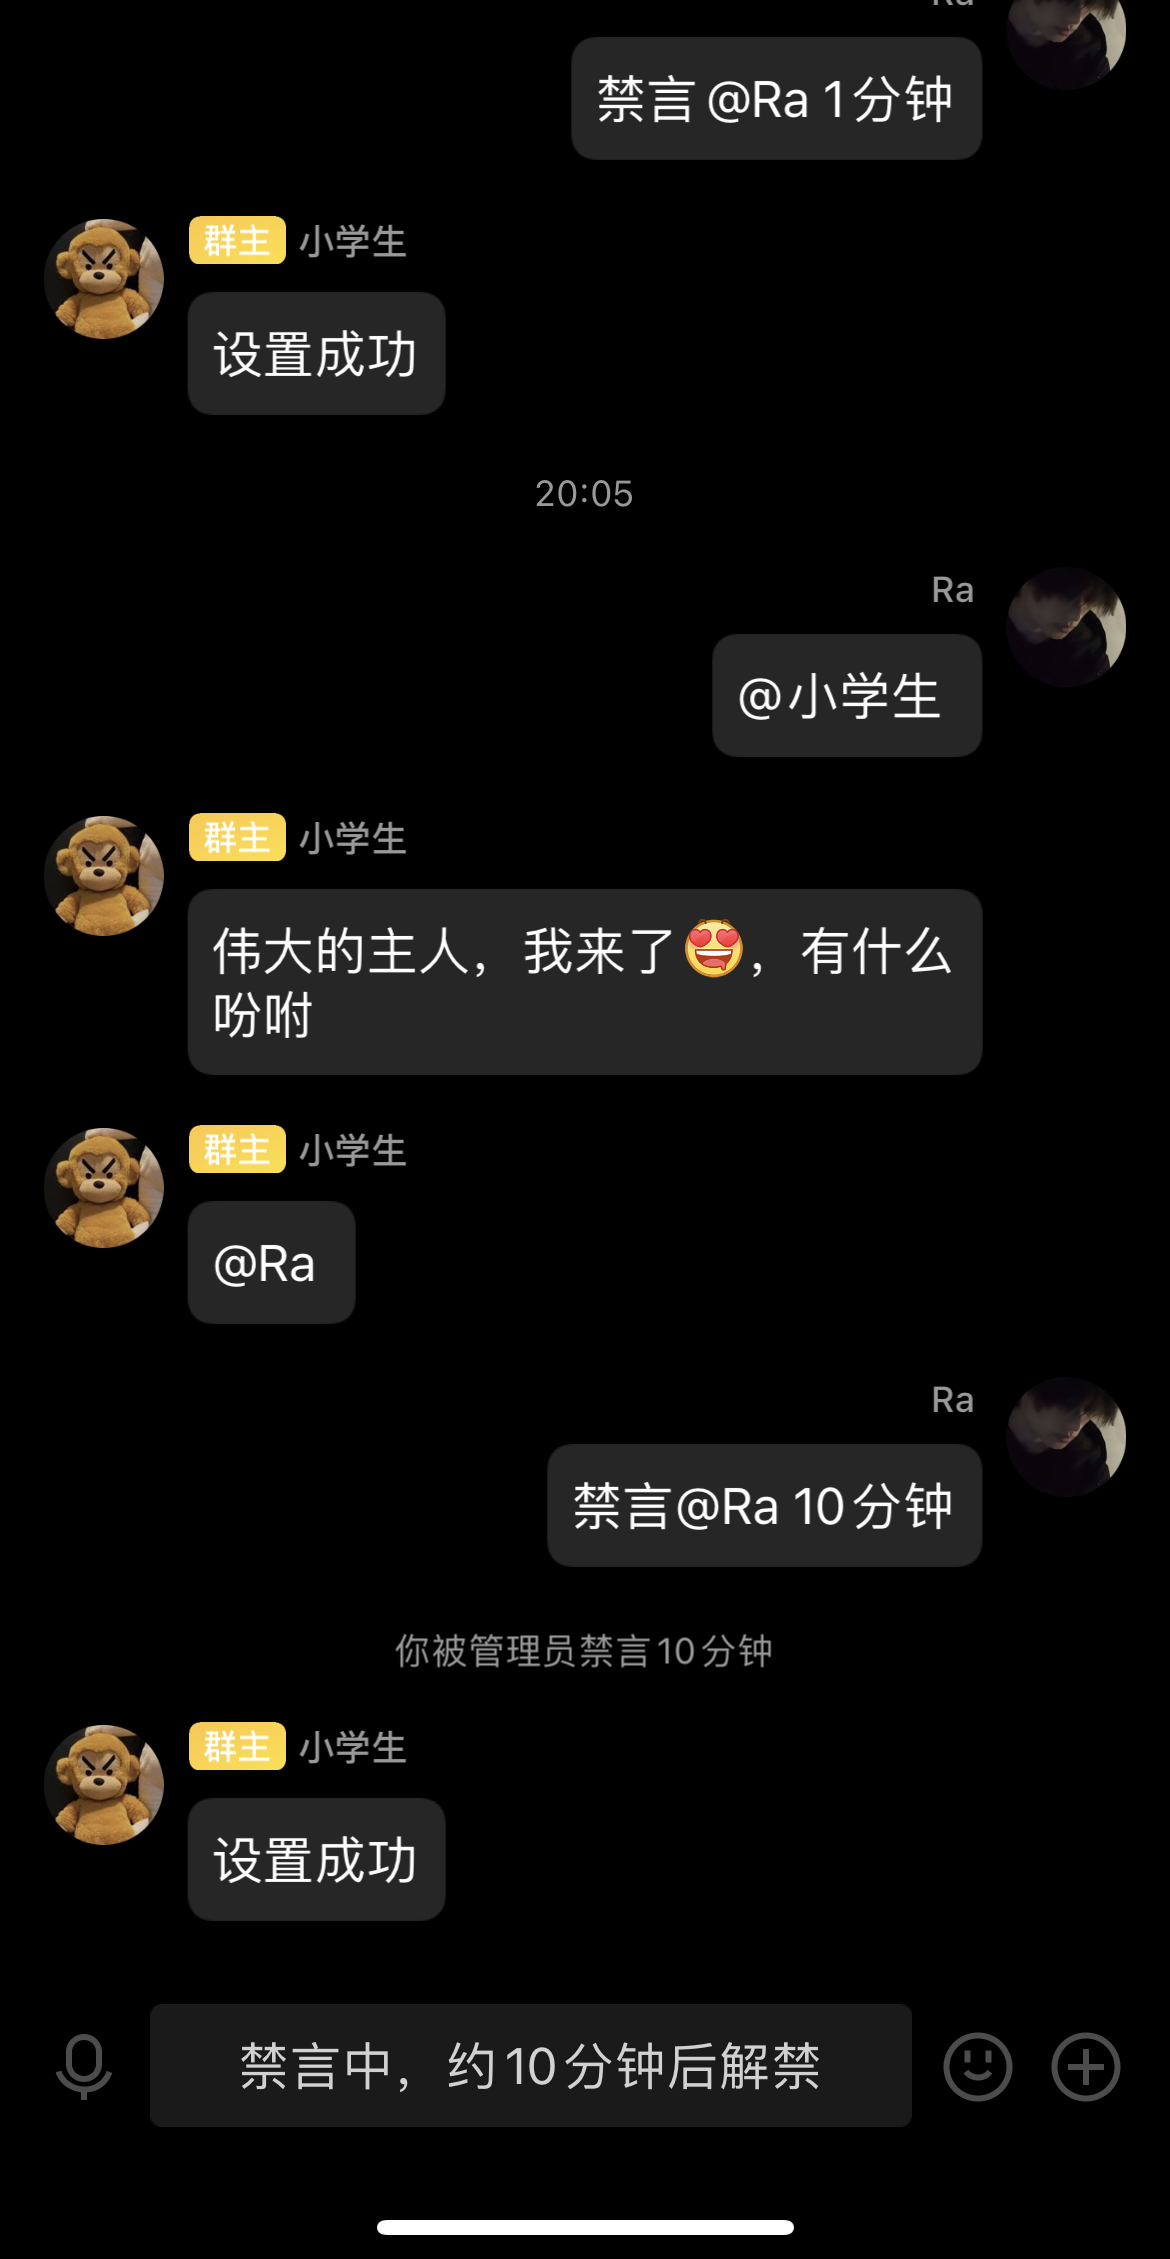 Ra
禁言 @Ra 1分钟
群主 小学生
设置成功
20:05
Ra
@小学生
群主 小学生
伟大的主人，我来了😍，有什么
吩咐
群主 小学生
@Ra
Ra
禁言@Ra 10分钟
你被管理员禁言10分钟
群主 小学生
设置成功
禁言中，约10分钟后解禁